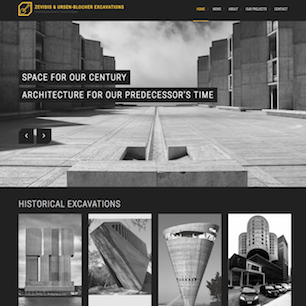 ZEVISIS & URSEN-BLOCHER EXCAVATIONS
HOME NEWS ABOUT OUR PROJECTS CONTACT
SPACE FOR OUR CENTURY
ARCHITECTURE FOR OUR PREDECESSOR'S TIME
HISTORICAL EXCAVATIONS